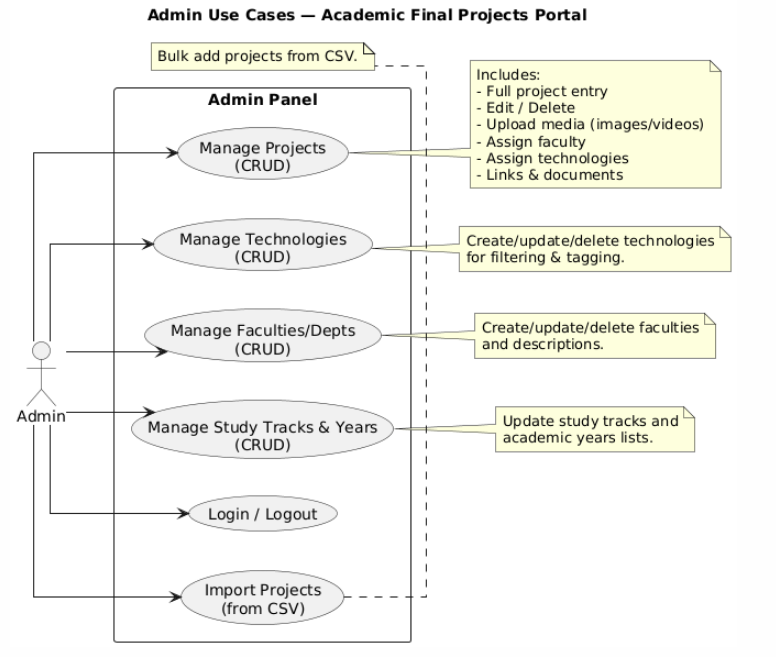 Admin Use Cases — Academic Final Projects Portal
Bulk add projects from CSV.
Admin Panel
Manage Projects
(CRUD)
Includes:
- Full project entry
- Edit / Delete
- Upload media (images/videos)
- Assign faculty
- Assign technologies
- Links & documents
Manage Technologies
(CRUD)
Create/update/delete technologies
for filtering & tagging.
Manage Faculties/Depts
(CRUD)
Create/update/delete faculties
and descriptions.
Admin
Manage Study Tracks & Years
(CRUD)
Update study tracks and
academic years lists.
Login / Logout
Import Projects
(from CSV)